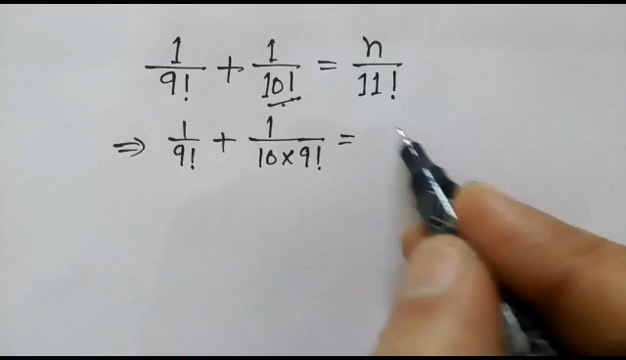 1/9! + 1/10! = n/11!
⇒ 1/9! + 1/10×9! =